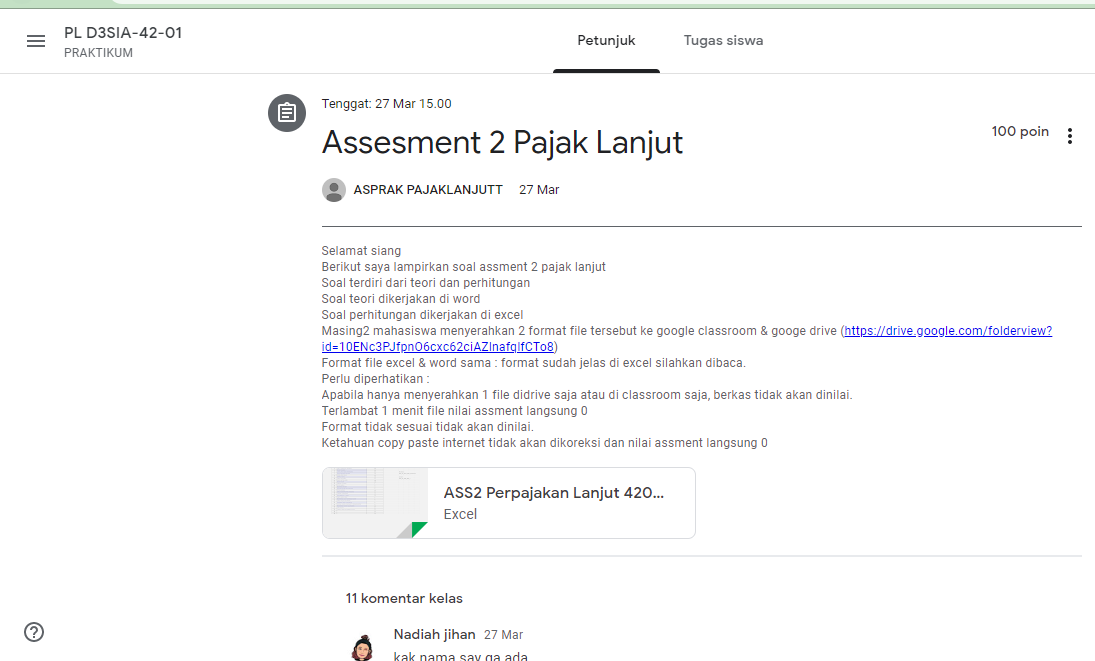 PL D3SIA-42-01
PRAKTIKUM
Petunjuk
Tugas siswa
Tenggat: 27 Mar 15.00
Assesment 2 Pajak Lanjut
100 poin
ASPRAK PAJAKLANJUTT 27 Mar
Selamat siang
Berikut saya lampirkan soal assment 2 pajak lanjut
Soal terdiri dari teori dan perhitungan
Soal teori dikerjakan di word
Soal perhitungan dikerjakan di excel
Masing2 mahasiswa menyerahkan 2 format file tersebut ke google classroom & googe drive (https://drive.google.com/folderview?
id=10ENc3PJfpnO6cxc62ciAZInafqIfCTo8)
Format file excel & word sama : format sudah jelas di excel silahkan dibaca.
Perlu diperhatikan :
Apabila hanya menyerahkan 1 file didrive saja atau di classroom saja, berkas tidak akan dinilai.
Terlambat 1 menit file nilai assment langsung 0
Format tidak sesuai tidak akan dinilai.
Ketahuan copy paste internet tidak akan dikoreksi dan nilai assment langsung 0
ASS2 Perpajakan Lanjut 420...
Excel
11 komentar kelas
Nadiah jihan 27 Mar
kak nama say ga ada